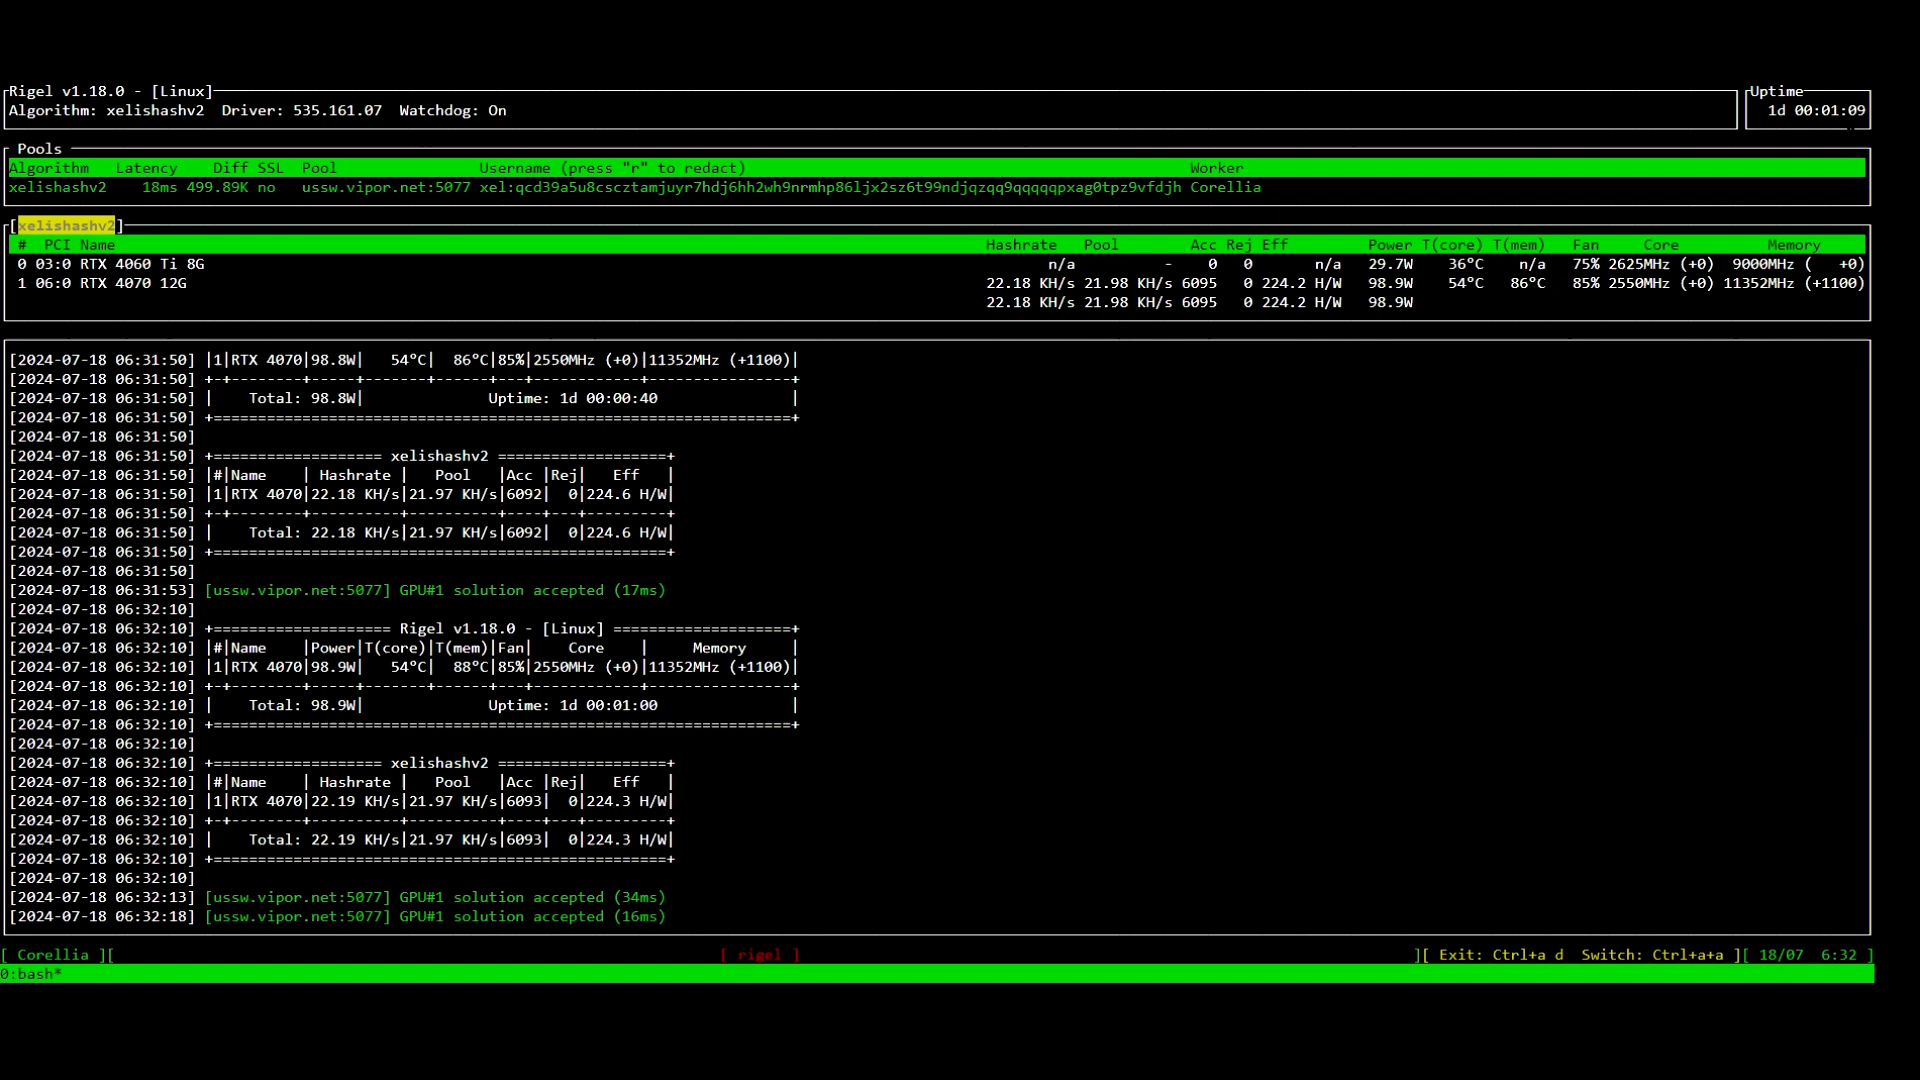 Rigel v1.18.0 - [Linux] Uptime
Algorithm: xelishashv2 Driver: 535.161.07 Watchdog: On 1d 00:01:09
Pools
Algorithm Latency Diff SSL Pool Username (press "r" to redact) Worker
xelishashv2 18ms 499.89K no ussw.vipor.net:5077 xel:qcd39a5u8cscztamjuyr7hdj6hh2wh9nrmhp86ljx2sz6t99ndjqzqq9qqqqqpxag0tpz9vfdjh Corellia
[xelishashv2]
# PCI Name Hashrate Pool Acc Rej Eff Power T(core) T(mem) Fan Core Memory
0 03:0 RTX 4060 Ti 8G n/a - 0 0 n/a 29.7W 36°C n/a 75% 2625MHz (+0) 9000MHz ( +0)
1 06:0 RTX 4070 12G 22.18 KH/s 21.98 KH/s 6095 0 224.2 H/W 98.9W 54°C 86°C 85% 2550MHz (+0) 11352MHz (+1100)
22.18 KH/s 21.98 KH/s 6095 0 224.2 H/W 98.9W
[2024-07-18 06:31:50] |1|RTX 4070|98.8W| 54°C| 86°C|85%|2550MHz (+0)|11352MHz (+1100)|
[2024-07-18 06:31:50] +-+--------+-----+-------+------+---+------------+----------------+
[2024-07-18 06:31:50] | Total: 98.8W| Uptime: 1d 00:00:40 |
[2024-07-18 06:31:50] +=================================================================+
[2024-07-18 06:31:50]
[2024-07-18 06:31:50] +=================== xelishashv2 ===================+
[2024-07-18 06:31:50] |#|Name | Hashrate | Pool |Acc |Rej| Eff |
[2024-07-18 06:31:50] |1|RTX 4070|22.18 KH/s|21.97 KH/s|6092| 0|224.6 H/W|
[2024-07-18 06:31:50] +-+--------+----------+----------+----+---+---------+
[2024-07-18 06:31:50] | Total: 22.18 KH/s|21.97 KH/s|6092| 0|224.6 H/W|
[2024-07-18 06:31:50] +===================================================+
[2024-07-18 06:31:50]
[2024-07-18 06:31:53] [ussw.vipor.net:5077] GPU#1 solution accepted (17ms)
[2024-07-18 06:32:10]
[2024-07-18 06:32:10] +==================== Rigel v1.18.0 - [Linux] ====================+
[2024-07-18 06:32:10] |#|Name |Power|T(core)|T(mem)|Fan| Core | Memory |
[2024-07-18 06:32:10] |1|RTX 4070|98.9W| 54°C| 88°C|85%|2550MHz (+0)|11352MHz (+1100)|
[2024-07-18 06:32:10] +-+--------+-----+-------+------+---+------------+----------------+
[2024-07-18 06:32:10] | Total: 98.9W| Uptime: 1d 00:01:00 |
[2024-07-18 06:32:10] +=================================================================+
[2024-07-18 06:32:10]
[2024-07-18 06:32:10] +=================== xelishashv2 ===================+
[2024-07-18 06:32:10] |#|Name | Hashrate | Pool |Acc |Rej| Eff |
[2024-07-18 06:32:10] |1|RTX 4070|22.19 KH/s|21.97 KH/s|6093| 0|224.3 H/W|
[2024-07-18 06:32:10] +-+--------+----------+----------+----+---+---------+
[2024-07-18 06:32:10] | Total: 22.19 KH/s|21.97 KH/s|6093| 0|224.3 H/W|
[2024-07-18 06:32:10] +===================================================+
[2024-07-18 06:32:10]
[2024-07-18 06:32:13] [ussw.vipor.net:5077] GPU#1 solution accepted (34ms)
[2024-07-18 06:32:18] [ussw.vipor.net:5077] GPU#1 solution accepted (16ms)
[ Corellia ][ [ rigel ] ][ Exit: Ctrl+a d Switch: Ctrl+a+a ][ 18/07 6:32 ]
0:bash*